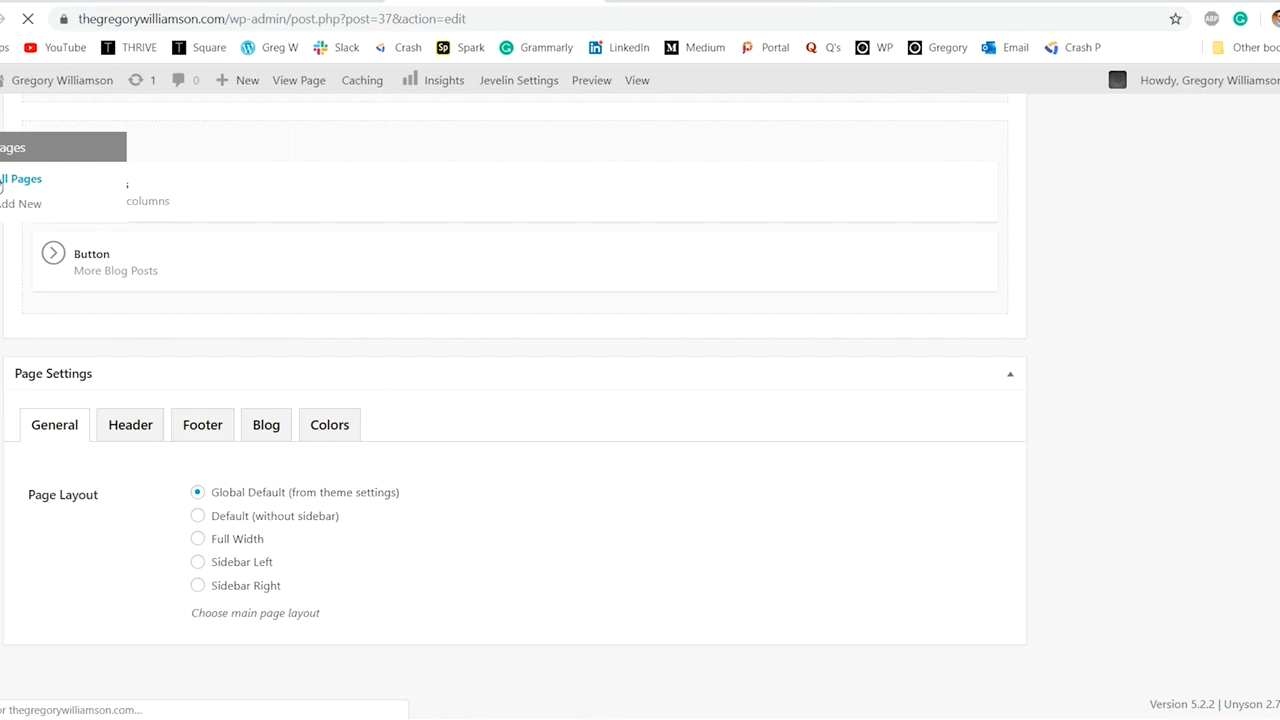 thegregorywilliamson.com/wp-admin/post.php?post=37&action=edit
ps YouTube THRIVE Square Greg W Slack Crash Spark Grammarly LinkedIn Medium Portal Q's WP Gregory Email Crash P Other boo
Gregory Williamson 1 0 New View Page Caching Insights Jevelin Settings Preview View Howdy, Gregory Williamson
ages
ll Pages
dd New
columns
Button
More Blog Posts
Page Settings
General Header Footer Blog Colors
Page Layout
Global Default (from theme settings)
Default (without sidebar)
Full Width
Sidebar Left
Sidebar Right
Choose main page layout
Version 5.2.2 | Unyson 2.7
or thegregorywilliamson.com...